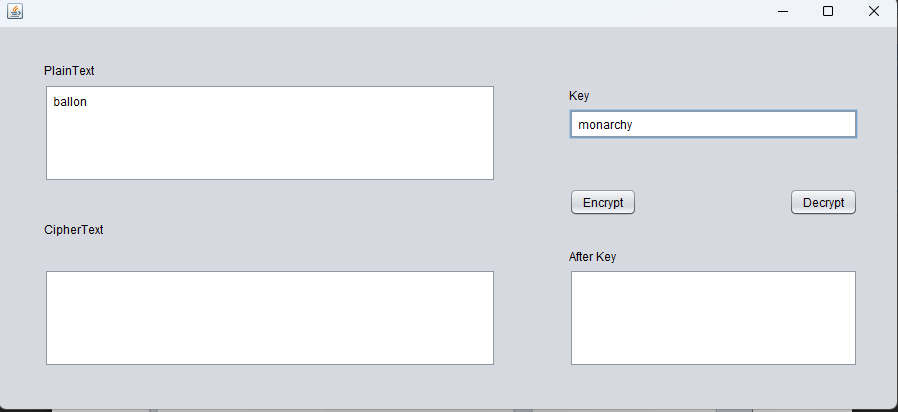 PlainText
ballon
Key
monarchy
Encrypt
Decrypt
CipherText
After Key